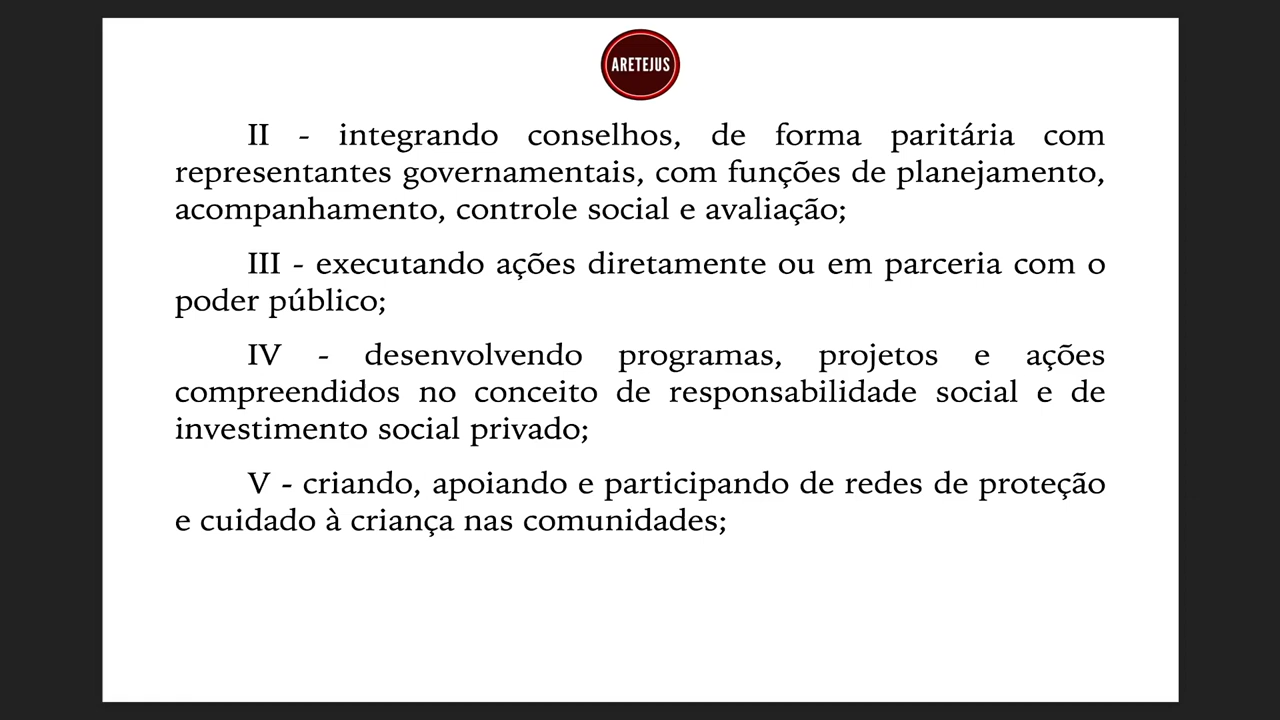 ARETEJUS
II - integrando conselhos, de forma paritária com
representantes governamentais, com funções de planejamento,
acompanhamento, controle social e avaliação;
III - executando ações diretamente ou em parceria com o
poder público;
IV - desenvolvendo programas, projetos e ações
compreendidos no conceito de responsabilidade social e de
investimento social privado;
V - criando, apoiando e participando de redes de proteção
e cuidado à criança nas comunidades;